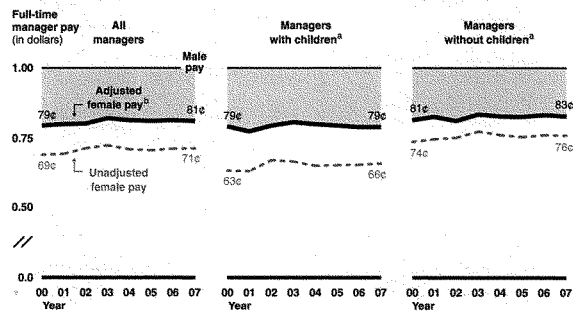 Full-time
manager pay
(in dollars)
All
managers
Managers
with childrenᵃ
Managers
without childrenᵃ
Male
pay
1.00
Adjusted
female payᵇ
79¢
81¢
79¢
79¢
81¢
83¢
0.75
69¢
71¢
Unadjusted
female pay
63¢
66¢
74¢
76¢
0.50
0.0
00 01 02 03 04 05 06 07
Year
00 01 02 03 04 05 06 07
Year
00 01 02 03 04 05 06 07
Year